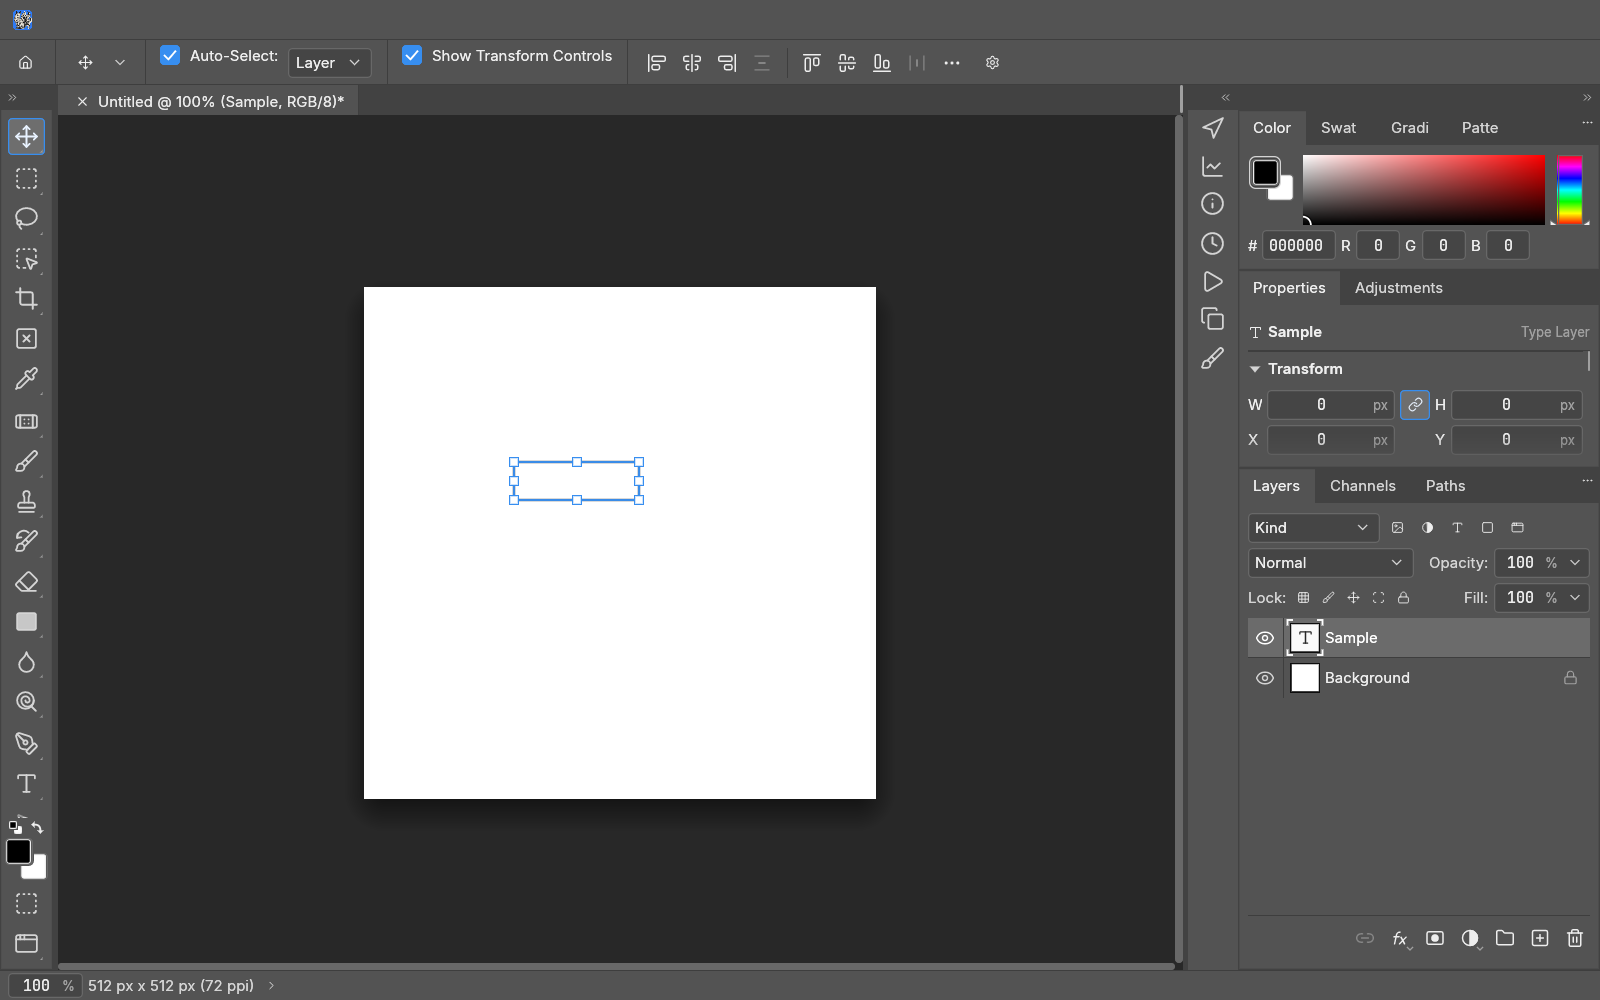 Auto-Select:
Layer
Show Transform Controls
Untitled @ 100% (Sample, RGB/8)*
Color
Swat
Gradi
Patte
# 000000 R 0 G 0 B 0
Properties
Adjustments
Sample
Type Layer
Transform
W 0 px H 0 px
X 0 px Y 0 px
Layers
Channels
Paths
Kind
Normal
Opacity: 100 %
Lock:
Fill: 100 %
Sample
Background
100 %
512 px x 512 px (72 ppi)